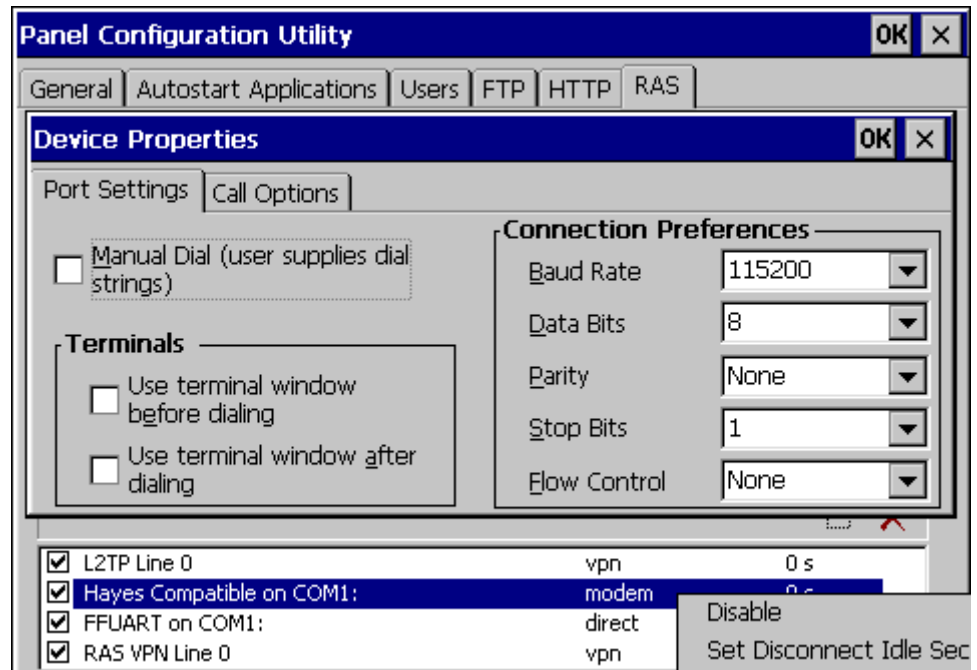 Panel Configuration Utility OK ×
General Autostart Applications Users FTP HTTP RAS
Device Properties OK ×
Port Settings Call Options
Manual Dial (user supplies dial
strings)
Terminals
Use terminal window
before dialing
Use terminal window after
dialing
Connection Preferences
Baud Rate 115200
Data Bits 8
Parity None
Stop Bits 1
Flow Control None
L2TP Line 0 vpn 0 s
Hayes Compatible on COM1: modem 0 s
FFUART on COM1: direct
RAS VPN Line 0 vpn
Disable
Set Disconnect Idle Sec